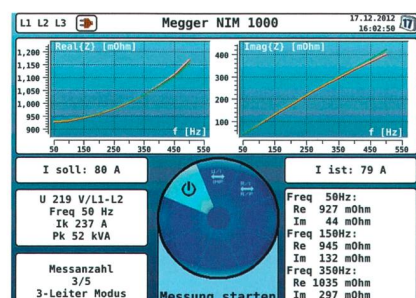 L1 L2 L3
Megger NIM 1000
17.12.2012
16:02:50
Real{Z} [mOhm]
1,200
1,150
1,100
1,050
1,000
950
900
f [Hz]
50 150 250 350 450 550
Imag{Z} [mOhm]
400
300
200
100
f [Hz]
50 150 250 350 450 550
I soll: 80 A
I ist: 79 A
U 219 V/L1-L2
Freq 50 Hz
Ik 237 A
Pk 52 kVA
Messanzahl
3/5
3-Leiter Modus
Messung starten
Freq 50Hz:
Re 927 mOhm
Im 44 mOhm
Freq 150Hz:
Re 945 mOhm
Im 132 mOhm
Freq 350Hz:
Re 1035 mOhm
Im 297 mOhm